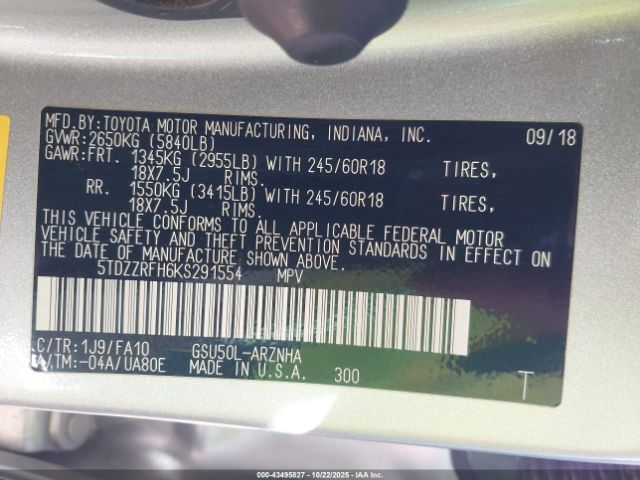 MFD.BY:TOYOTA MOTOR MANUFACTURING, INDIANA, INC. 09/18
GVWR:2650KG (5840LB)
GAWR:FRT. 1345KG (2955LB) WITH 245/60R18 TIRES,
18X7.5J RIMS.
RR. 1550KG (3415LB) WITH 245/60R18 TIRES,
18X7.5J RIMS.
THIS VEHICLE CONFORMS TO ALL APPLICABLE FEDERAL MOTOR
VEHICLE SAFETY AND THEFT PREVENTION STANDARDS IN EFFECT ON
THE DATE OF MANUFACTURE SHOWN ABOVE.
5TDZZRFH6KS291554 MPV
C/TR:1J9/FA10 GSU50L-ARZNHA
A/TM:-04A/UA80E MADE IN U.S.A. 300 T
000-43495827 - 10/22/2025 - COPYRIGHT IAA, LLC.